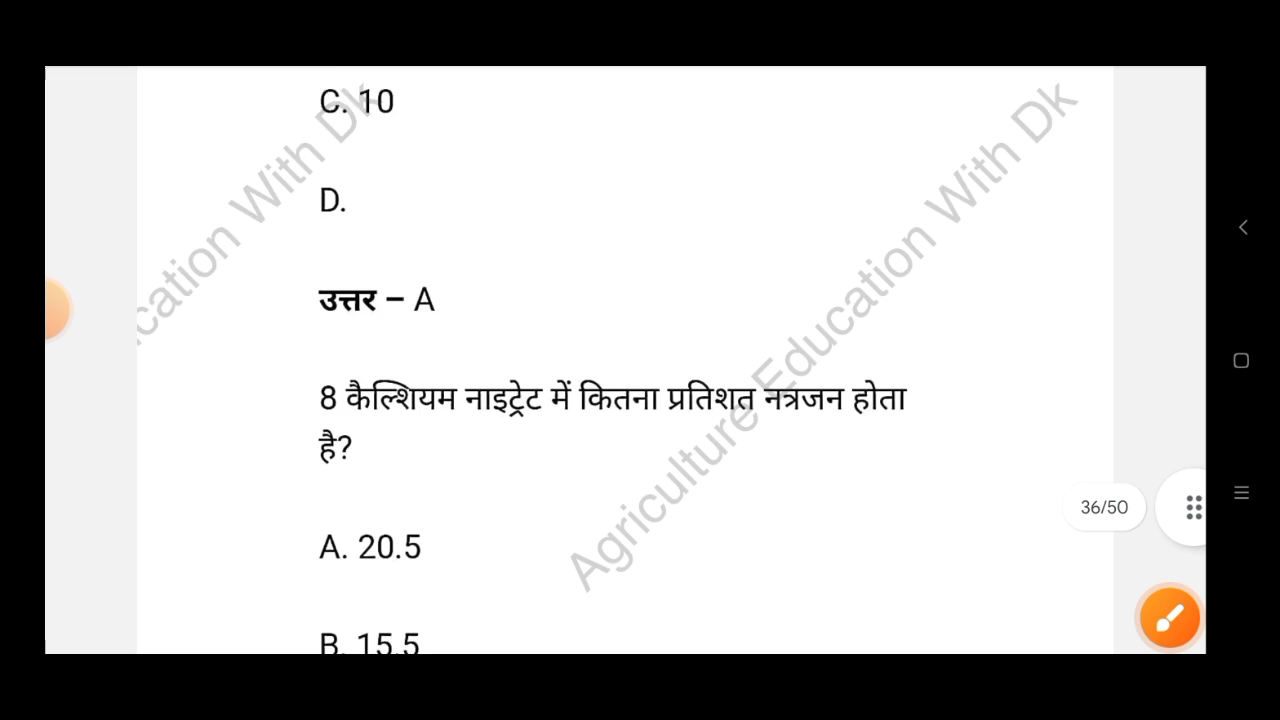 C. 10
D.
उत्तर – A
8 कैल्शियम नाइट्रेट में कितना प्रतिशत नत्रजन होता
है?
A. 20.5
B. 15.5
36/50
cation With Dk
Agriculture Education With Dk